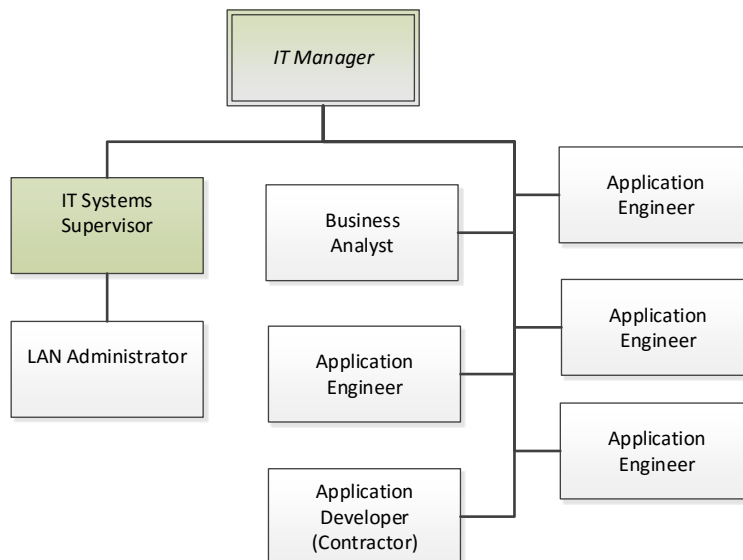 IT Manager
IT Systems
Supervisor
LAN Administrator
Business
Analyst
Application
Engineer
Application
Developer
(Contractor)
Application
Engineer
Application
Engineer
Application
Engineer